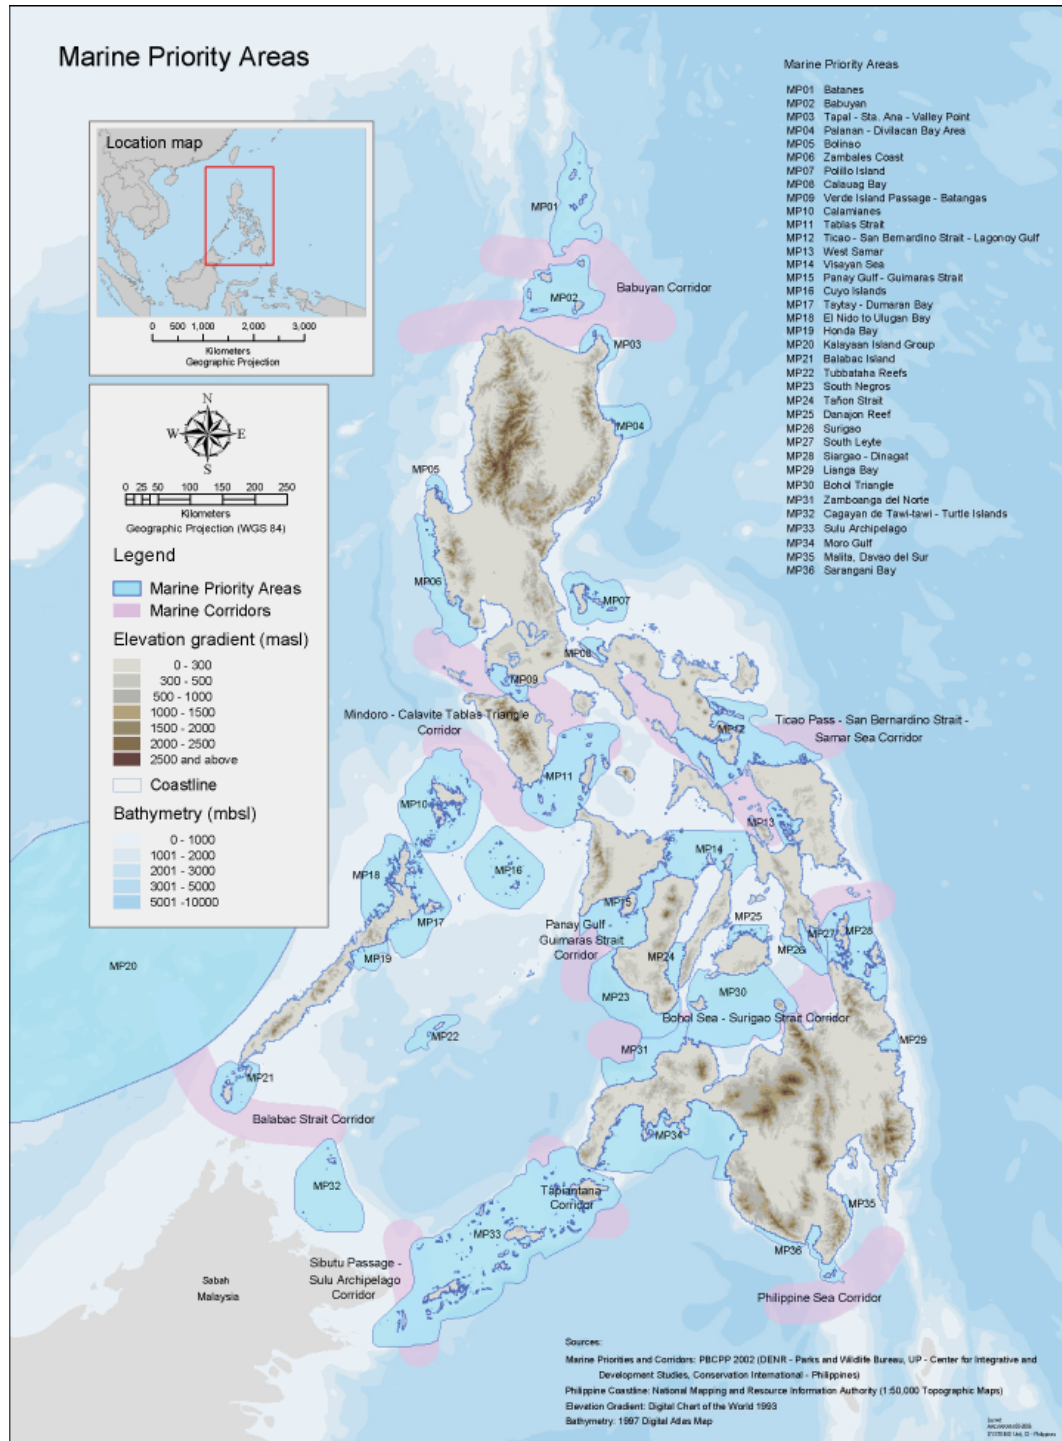 Marine Priority Areas
Marine Priority Areas
MP01 Batanes
MP02 Babuyan
MP03 Tapal - Sta. Ana - Valley Point
MP04 Palanan - Divilacan Bay Area
MP05 Bolinao
MP06 Zambales Coast
MP07 Polillo Island
MP08 Calauag Bay
MP09 Verde Island Passage - Batangas
MP10 Calamianes
MP11 Tablas Strait
MP12 Ticao - San Bernardino Strait - Lagonoy Gulf
MP13 West Samar
MP14 Visayan Sea
MP15 Panay Gulf - Guimaras Strait
MP16 Cuyo Islands
MP17 Taytay - Dumaran Bay
MP18 El Nido to Ulugan Bay
MP19 Honda Bay
MP20 Kalayaan Island Group
MP21 Balabac Island
MP22 Tubbataha Reefs
MP23 South Negros
MP24 Tañon Strait
MP25 Danajon Reef
MP26 Surigao
MP27 South Leyte
MP28 Siargao - Dinagat
MP29 Lianga Bay
MP30 Bohol Triangle
MP31 Zamboanga del Norte
MP32 Cagayan de Tawi-tawi - Turtle Islands
MP33 Sulu Archipelago
MP34 Moro Gulf
MP35 Malita, Davao del Sur
MP36 Sarangani Bay
Location map
0 500 1,000 2,000 3,000
Kilometers
Geographic Projection
N
W E
S
0 25 50 100 150 200 250
Kilometers
Geographic Projection (WGS 84)
Legend
Marine Priority Areas
Marine Corridors
Elevation gradient (masl)
0 - 300
300 - 500
500 - 1000
1000 - 1500
1500 - 2000
2000 - 2500
2500 and above
Coastline
Bathymetry (mbsl)
0 - 1000
1001 - 2000
2001 - 3000
3001 - 5000
5001 -10000
MP01
MP02
Babuyan Corridor
MP03
MP04
MP05
MP06
MP07
MP08
MP09
Mindoro - Calavite Tablas Triangle
Corridor
MP12
Ticao Pass - San Bernardino Strait -
Samar Sea Corridor
MP11
MP10
MP13
MP14
MP16
MP18
MP17
MP15
MP25
Panay Gulf -
Guimaras Strait
Corridor
MP27
MP28
MP26
MP24
MP19
MP20
MP23
MP30
Bohol Sea - Surigao Strait Corridor
MP22
MP29
MP31
MP21
Balabac Strait Corridor
MP34
MP32
Tapiantana
Corridor
MP35
MP33
MP36
Sibutu Passage -
Sulu Archipelago
Corridor
Sabah
Malaysia
Philippine Sea Corridor
Sources:
Marine Priorities and Corridors: PBCPP 2002 (DENR - Parks and Wildlife Bureau, UP - Center for Integrative and
Development Studies, Conservation International - Philippines)
Philippine Coastline: National Mapping and Resource Information Authority (1:50,000 Topographic Maps)
Elevation Gradient: Digital Chart of the World 1993
Bathymetry: 1997 Digital Atlas Map